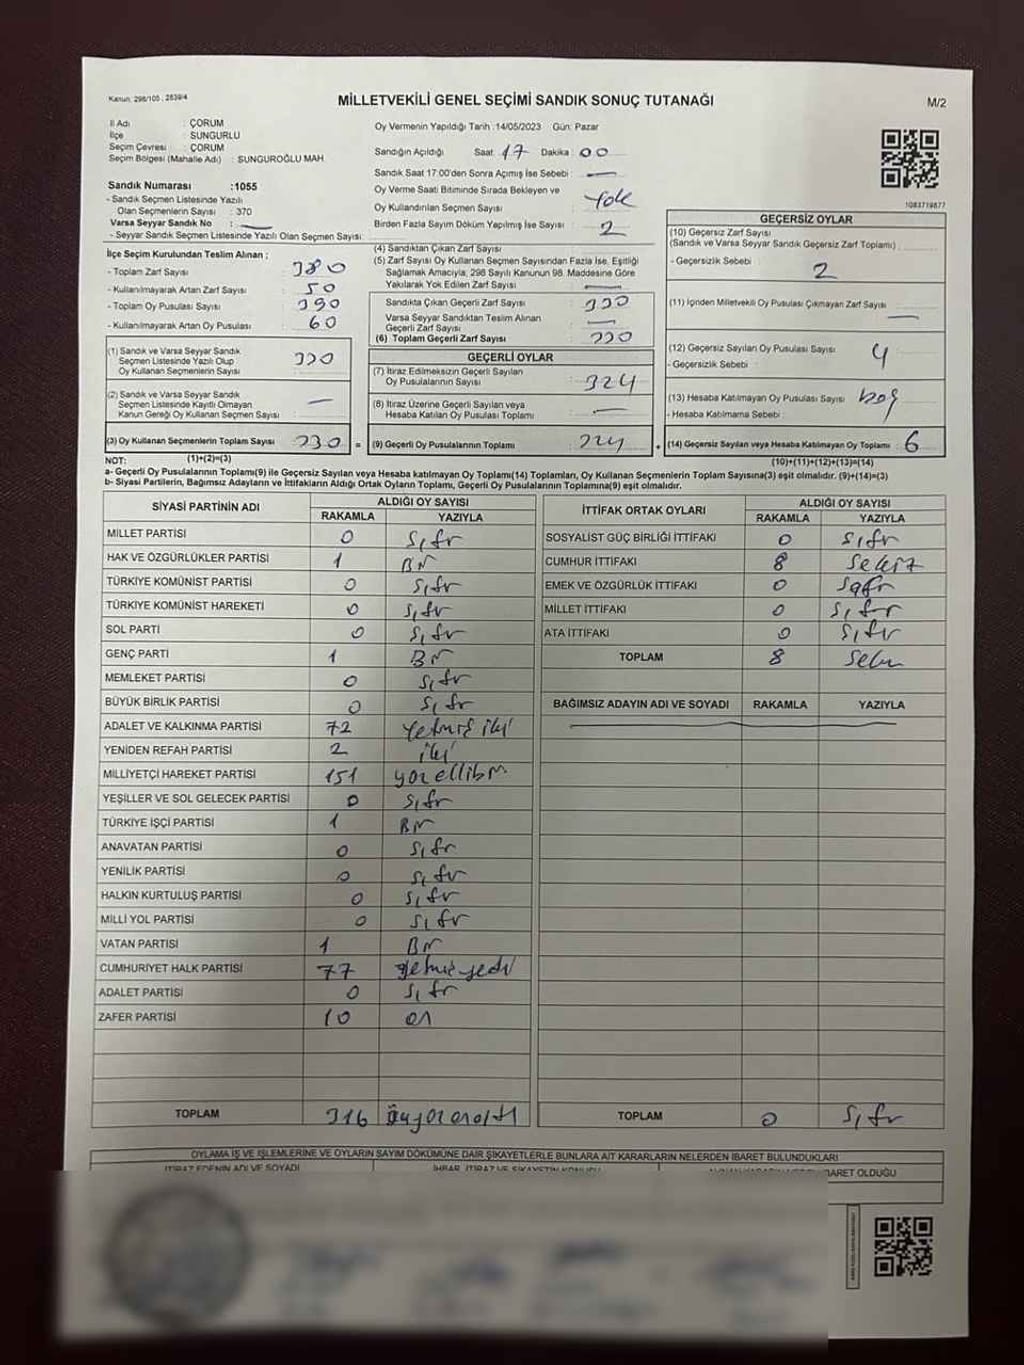 Kanun: 298/105, 2839/4
MİLLETVEKİLİ GENEL SEÇİMİ SANDIK SONUÇ TUTANAĞI
M/2
İl Adı : ÇORUM
İlçe : SUNGURLU
Seçim Çevresi : ÇORUM
Seçim Bölgesi (Mahalle Adı) : SUNGUROĞLU MAH
Sandık Numarası :1055
- Sandık Seçmen Listesinde Yazılı
Olan Seçmenlerin Sayısı : 370
Varsa Seyyar Sandık No :
- Seyyar Sandık Seçmen Listesinde Yazılı Olan Seçmen Sayısı:
Oy Vermenin Yapıldığı Tarih :14/05/2023 Gün: Pazar
Sandığın Açıldığı Saat 17 Dakika 00
Sandık Saat 17:00'den Sonra Açımış İse Sebebi : —
Oy Verme Saati Bitiminde Sırada Bekleyen ve
Oy Kullandırılan Seçmen Sayısı : Yok
Birden Fazla Sayım Döküm Yapılmış İse Sayısı : 2
1083719877
İlçe Seçim Kurulundan Teslim Alınan ;
- Toplam Zarf Sayısı : 380
- Kullanılmayarak Artan Zarf Sayısı : 50
- Toplam Oy Pusulası Sayısı : 390
- Kullanılmayarak Artan Oy Pusulası : 60
(4) Sandıktan Çıkan Zarf Sayısı
(5) Zarf Sayısı Oy Kullanan Seçmen Sayısından Fazla İse, Eşitliği
Sağlamak Amacıyla, 298 Sayılı Kanunun 98. Maddesine Göre
Yakılarak Yok Edilen Zarf Sayısı : —
Sandıkta Çıkan Geçerli Zarf Sayısı : 330
Varsa Seyyar Sandıktan Teslim Alınan
Geçerli Zarf Sayısı : —
(6) Toplam Geçerli Zarf Sayısı : 330
GEÇERSİZ OYLAR
(10) Geçersiz Zarf Sayısı
(Sandık ve Varsa Seyyar Sandık Geçersiz Zarf Toplamı) :
- Geçersizlik Sebebi : 2
(11) İçinden Milletvekili Oy Pusulası Çıkmayan Zarf Sayısı : —
(12) Geçersiz Sayılan Oy Pusulası Sayısı : 4
- Geçersizlik Sebebi :
(13) Hesaba Katılmayan Oy Pusulası Sayısı : boş
- Hesaba Katılmama Sebebi :
(14) Geçersiz Sayılan veya Hesaba Katılmayan Oy Toplamı : 6
(10)+(11)+(12)+(13)=(14)
(1) Sandık ve Varsa Seyyar Sandık
Seçmen Listesinde Yazılı Olup
Oy Kullanan Seçmenlerin Sayısı : 330
(2) Sandık ve Varsa Seyyar Sandık
Seçmen Listesinde Kayıtlı Olmayan
Kanun Gereği Oy Kullanan Seçmen Sayısı : —
(3) Oy Kullanan Seçmenlerin Toplam Sayısı : 330 =
GEÇERLİ OYLAR
(7) İtiraz Edilmeksizin Geçerli Sayılan
Oy Pusulalarının Sayısı : 324
(8) İtiraz Üzerine Geçerli Sayılan veya
Hesaba Katılan Oy Pusulası Toplamı : —
(9) Geçerli Oy Pusulalarının Toplamı : 324 +
NOT: (1)+(2)=(3)
a- Geçerli Oy Pusulalarının Toplamı(9) ile Geçersiz Sayılan veya Hesaba katılmayan Oy Toplamı(14) Toplamları, Oy Kullanan Seçmenlerin Toplam Sayısına(3) eşit olmalıdır. (9)+(14)=(3)
b- Siyasi Partilerin, Bağımsız Adayların ve İttifakların Aldığı Ortak Oyların Toplamı, Geçerli Oy Pusulalarının Toplamına(9) eşit olmalıdır.
SİYASİ PARTİNİN ADI ALDIĞI OY SAYISI
RAKAMLA YAZIYLA
MİLLET PARTİSİ 0 Sıfır
HAK VE ÖZGÜRLÜKLER PARTİSİ 1 Bir
TÜRKİYE KOMÜNİST PARTİSİ 0 Sıfır
TÜRKİYE KOMÜNİST HAREKETİ 0 Sıfır
SOL PARTİ 0 Sıfır
GENÇ PARTİ 1 Bir
MEMLEKET PARTİSİ 0 Sıfır
BÜYÜK BİRLİK PARTİSİ 0 Sıfır
ADALET VE KALKINMA PARTİSİ 72 Yetmiş iki
YENİDEN REFAH PARTİSİ 2 iki
MİLLİYETÇİ HAREKET PARTİSİ 151 yüzellibir
YEŞİLLER VE SOL GELECEK PARTİSİ 0 Sıfır
TÜRKİYE İŞÇİ PARTİSİ 1 Bir
ANAVATAN PARTİSİ 0 Sıfır
YENİLİK PARTİSİ 0 Sıfır
HALKIN KURTULUŞ PARTİSİ 0 Sıfır
MİLLİ YOL PARTİSİ 0 Sıfır
VATAN PARTİSİ 1 Bir
CUMHURİYET HALK PARTİSİ 77 yetmişyedi
ADALET PARTİSİ 0 Sıfır
ZAFER PARTİSİ 10 on
TOPLAM 316 Üçyüzonaltı
İTTİFAK ORTAK OYLARI ALDIĞI OY SAYISI
RAKAMLA YAZIYLA
SOSYALİST GÜÇ BİRLİĞİ İTTİFAKI 0 Sıfır
CUMHUR İTTİFAKI 8 Sekiz
EMEK VE ÖZGÜRLÜK İTTİFAKI 0 Sıfır
MİLLET İTTİFAKI 0 Sıfır
ATA İTTİFAKI 0 Sıfır
TOPLAM 8 Sekiz
BAĞIMSIZ ADAYIN ADI VE SOYADI RAKAMLA YAZIYLA
TOPLAM 0 Sıfır
OYLAMA İŞ VE İŞLEMLERİNE VE OYLARIN SAYIM DÖKÜMÜNE DAİR ŞİKAYETLERLE BUNLARA AİT KARARLARIN NELERDEN İBARET BULUNDUKLARI
İTİRAZ EDENİN ADI VE SOYADI
İHBAR, İTİRAZ VE ŞİKAYETİN KONUSU
İBARET OLDUĞU